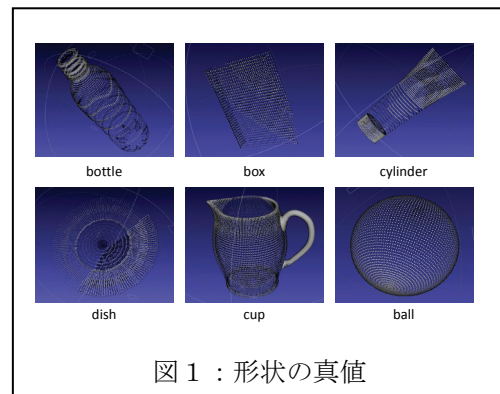 bottle
box
cylinder
dish
cup
ball
図１：形状の真値